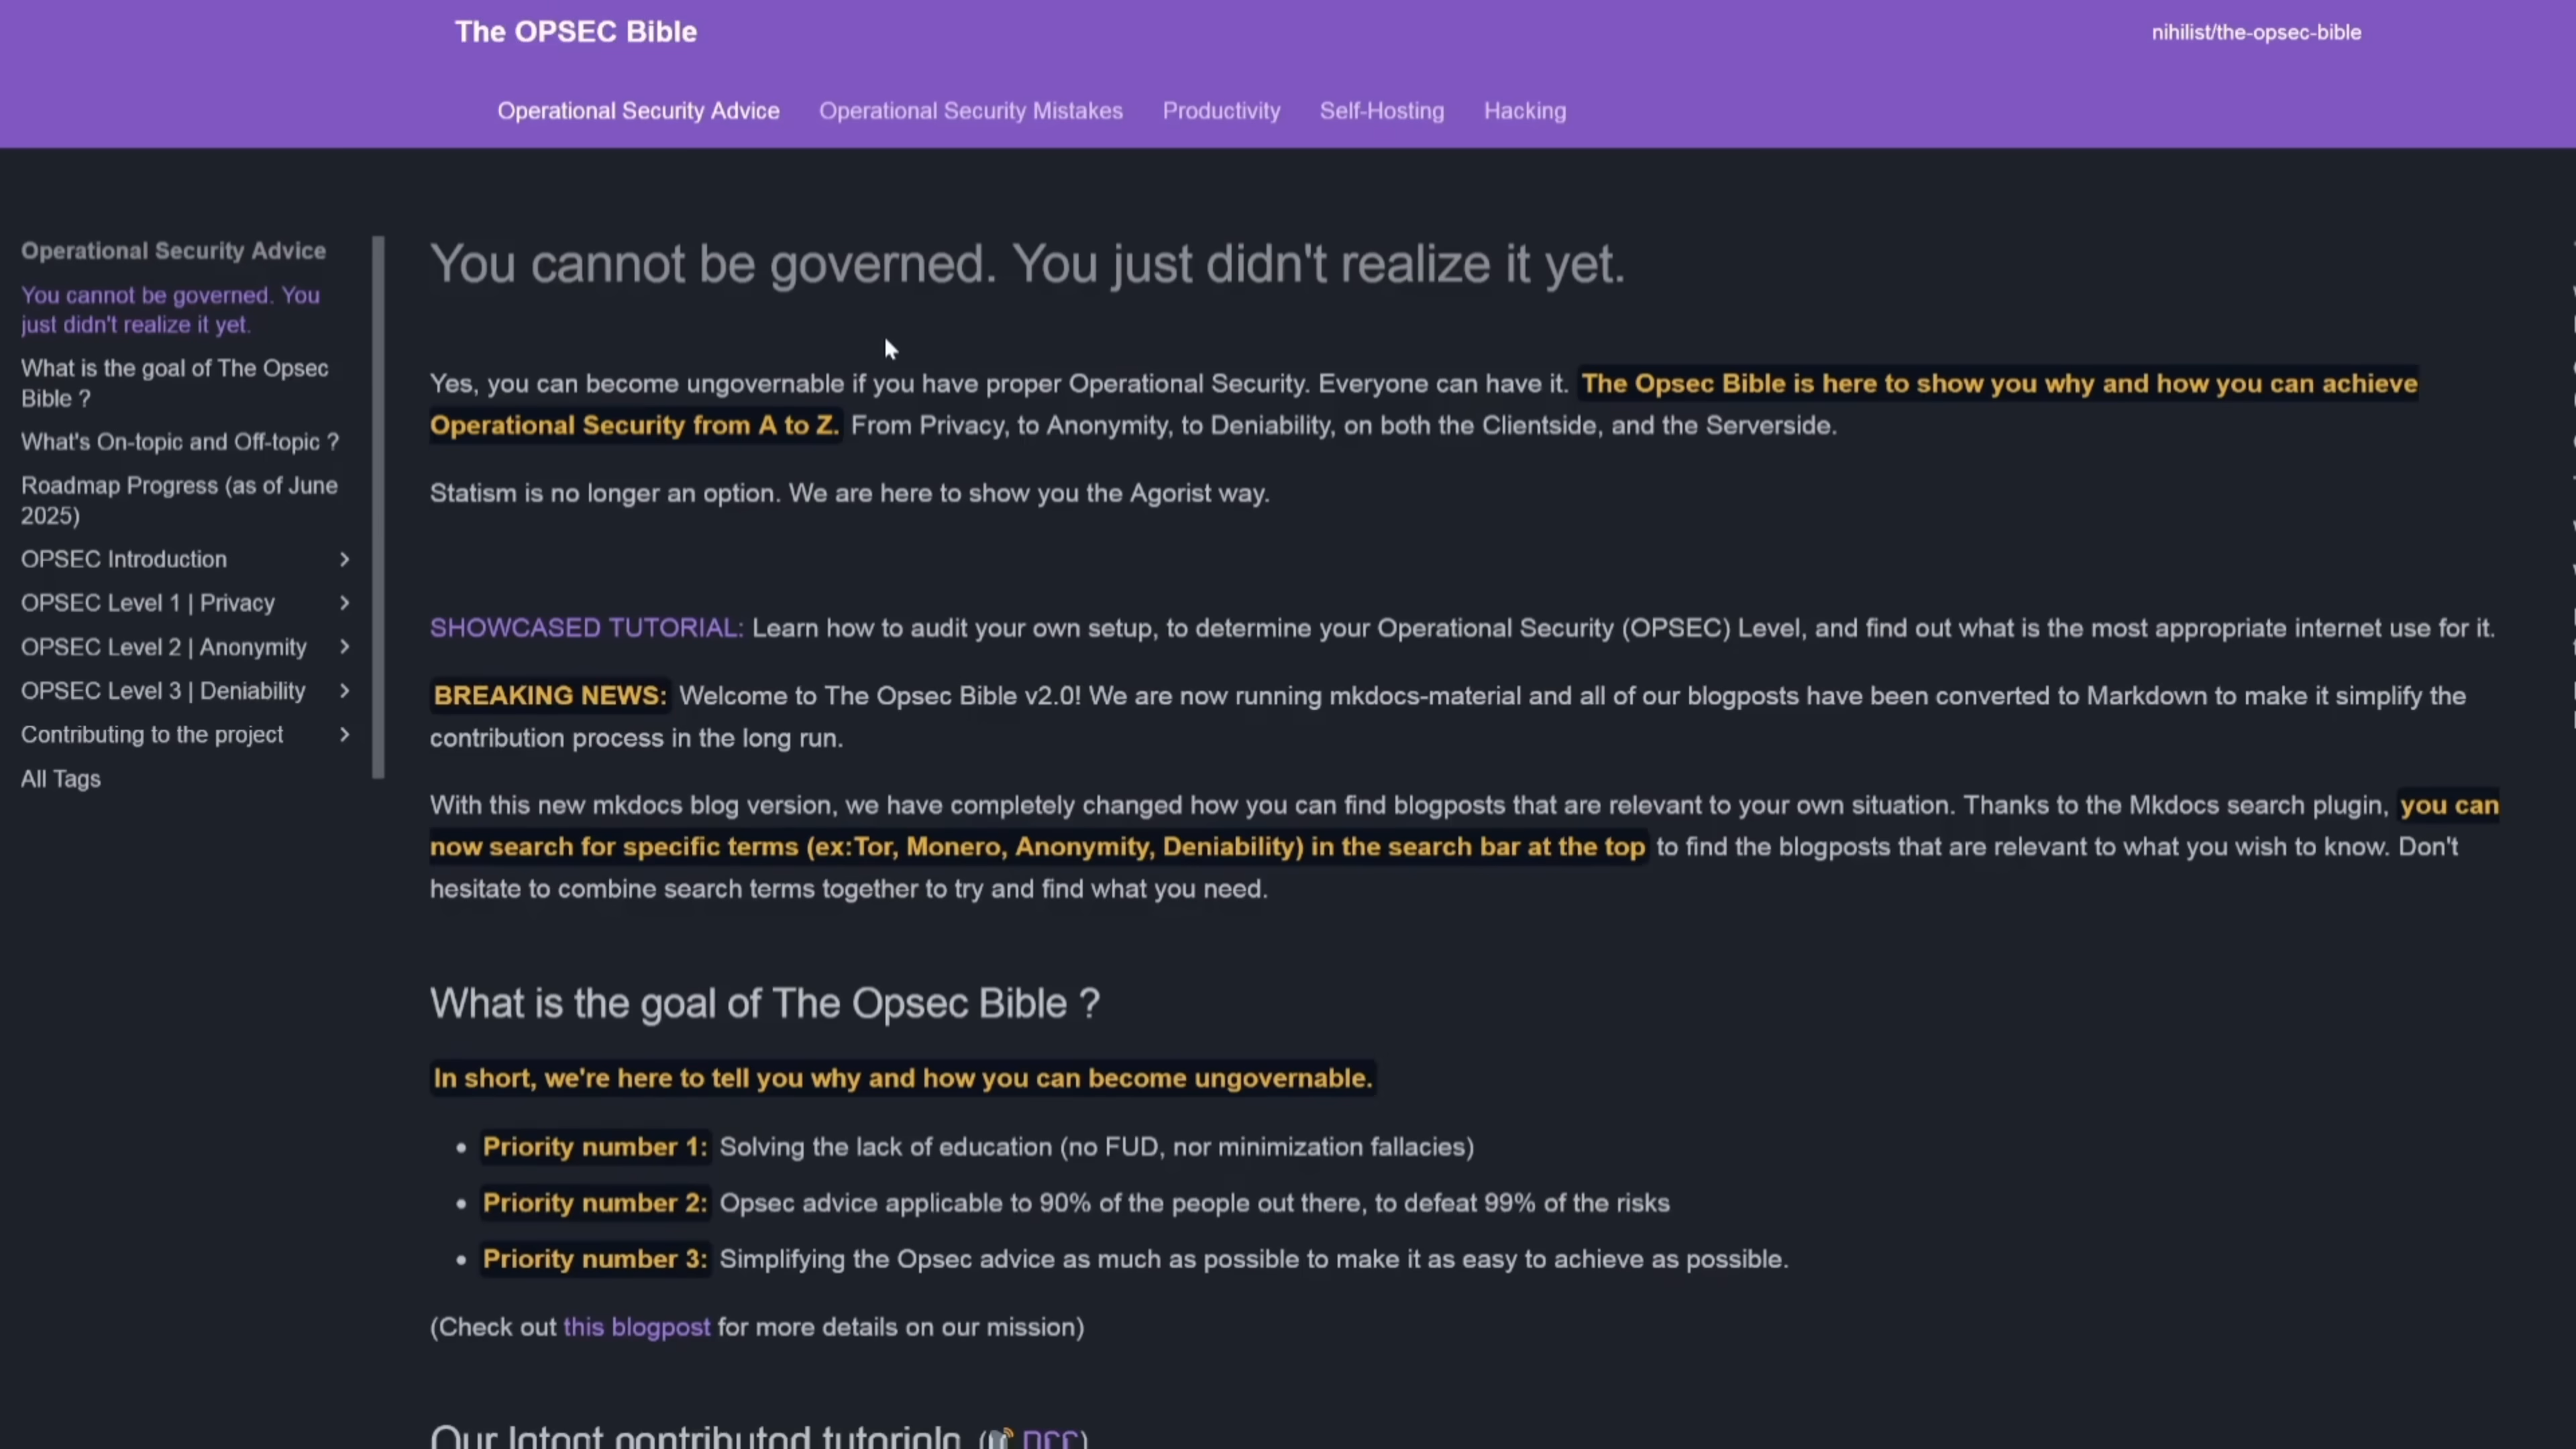 The OPSEC Bible
nihilist/the-opsec-bible
Operational Security Advice
Operational Security Mistakes
Productivity
Self-Hosting
Hacking
Operational Security Advice
You cannot be governed. You
just didn't realize it yet.
What is the goal of The Opsec
Bible ?
What's On-topic and Off-topic ?
Roadmap Progress (as of June
2025)
OPSEC Introduction
OPSEC Level 1 | Privacy
OPSEC Level 2 | Anonymity
OPSEC Level 3 | Deniability
Contributing to the project
All Tags
You cannot be governed. You just didn't realize it yet.
Yes, you can become ungovernable if you have proper Operational Security. Everyone can have it. The Opsec Bible is here to show you why and how you can achieve
Operational Security from A to Z. From Privacy, to Anonymity, to Deniability, on both the Clientside, and the Serverside.
Statism is no longer an option. We are here to show you the Agorist way.
SHOWCASED TUTORIAL: Learn how to audit your own setup, to determine your Operational Security (OPSEC) Level, and find out what is the most appropriate internet use for it.
BREAKING NEWS: Welcome to The Opsec Bible v2.0! We are now running mkdocs-material and all of our blogposts have been converted to Markdown to make it simplify the
contribution process in the long run.
With this new mkdocs blog version, we have completely changed how you can find blogposts that are relevant to your own situation. Thanks to the Mkdocs search plugin, you can
now search for specific terms (ex:Tor, Monero, Anonymity, Deniability) in the search bar at the top to find the blogposts that are relevant to what you wish to know. Don't
hesitate to combine search terms together to try and find what you need.
What is the goal of The Opsec Bible ?
In short, we're here to tell you why and how you can become ungovernable.
• Priority number 1: Solving the lack of education (no FUD, nor minimization fallacies)
• Priority number 2: Opsec advice applicable to 90% of the people out there, to defeat 99% of the risks
• Priority number 3: Simplifying the Opsec advice as much as possible to make it as easy to achieve as possible.
(Check out this blogpost for more details on our mission)
Our latest contributed tutorials